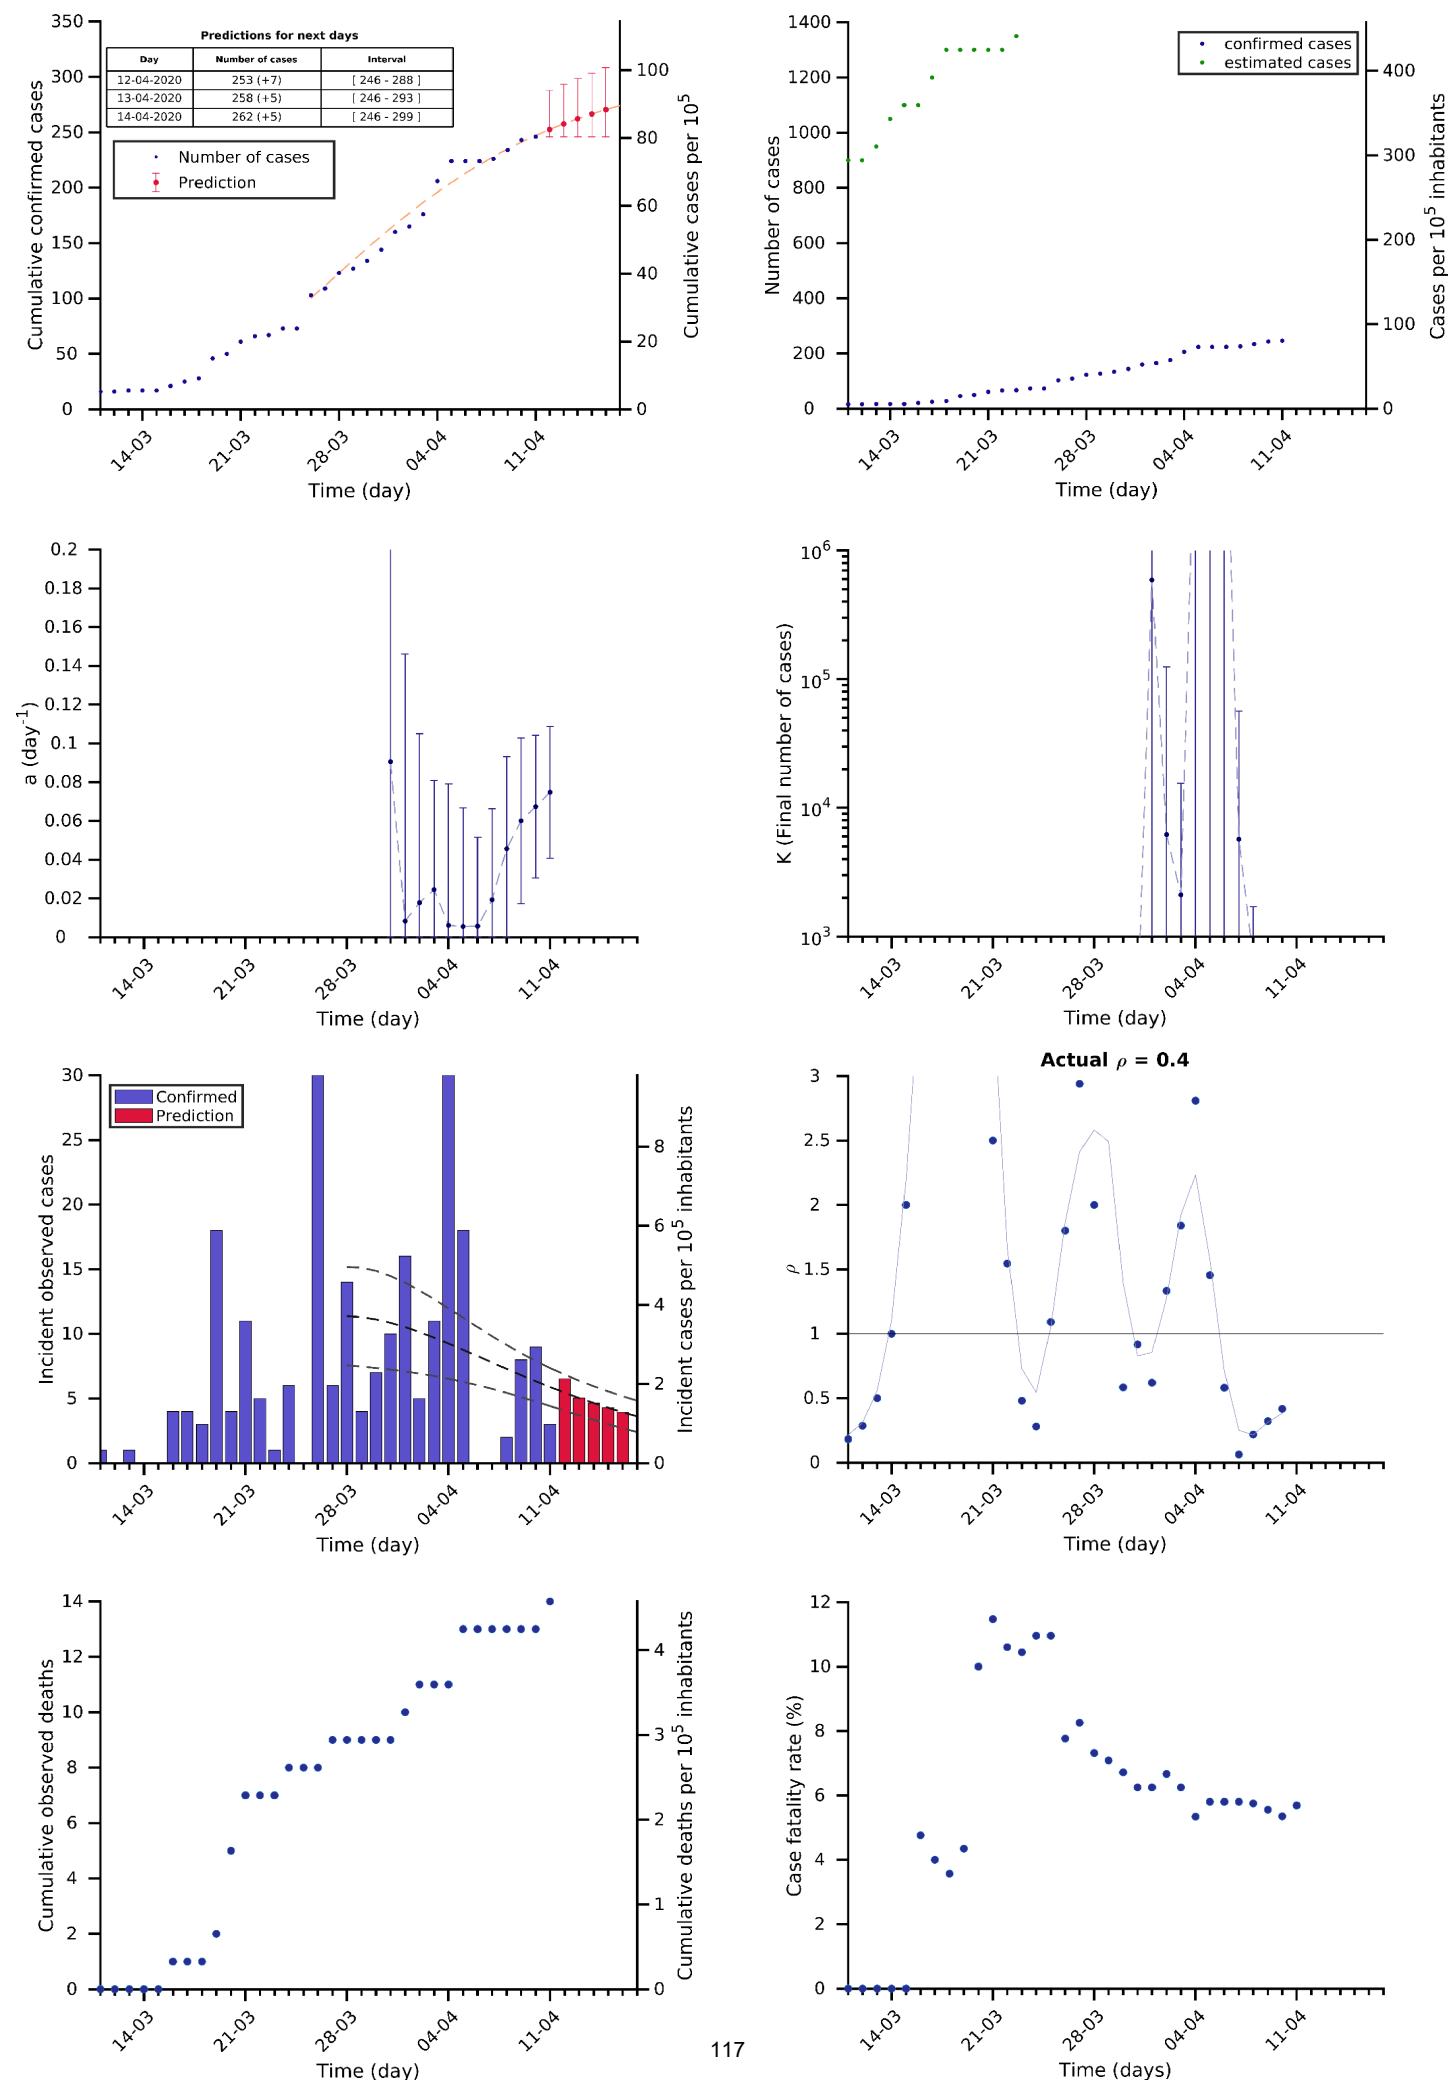 Predictions for next days
Day Number of cases Interval
12-04-2020 253 (+7) [ 246 - 288 ]
13-04-2020 258 (+5) [ 246 - 293 ]
14-04-2020 262 (+5) [ 246 - 299 ]
Number of cases
Prediction
Cumulative confirmed cases
350
300
250
200
150
100
50
0
Cumulative cases per 10^5
100
80
60
40
20
0
14-03 21-03 28-03 04-04 11-04
Time (day)
confirmed cases
estimated cases
Number of cases
1400
1200
1000
800
600
400
200
0
Cases per 10^5 inhabitants
400
300
200
100
0
14-03 21-03 28-03 04-04 11-04
Time (day)
a (day^-1)
0.2
0.18
0.16
0.14
0.12
0.1
0.08
0.06
0.04
0.02
0
14-03 21-03 28-03 04-04 11-04
Time (day)
K (Final number of cases)
10^6
10^5
10^4
10^3
14-03 21-03 28-03 04-04 11-04
Time (day)
Confirmed
Prediction
Incident observed cases
30
25
20
15
10
5
0
Incident cases per 10^5 inhabitants
8
6
4
2
0
14-03 21-03 28-03 04-04 11-04
Time (day)
Actual ρ = 0.4
ρ
3
2.5
2
1.5
1
0.5
0
14-03 21-03 28-03 04-04 11-04
Time (day)
Cumulative observed deaths
14
12
10
8
6
4
2
0
Cumulative deaths per 10^5 inhabitants
4
3
2
1
0
14-03 21-03 28-03 04-04 11-04
Time (day)
Case fatality rate (%)
12
10
8
6
4
2
0
14-03 21-03 28-03 04-04 11-04
Time (days)
117